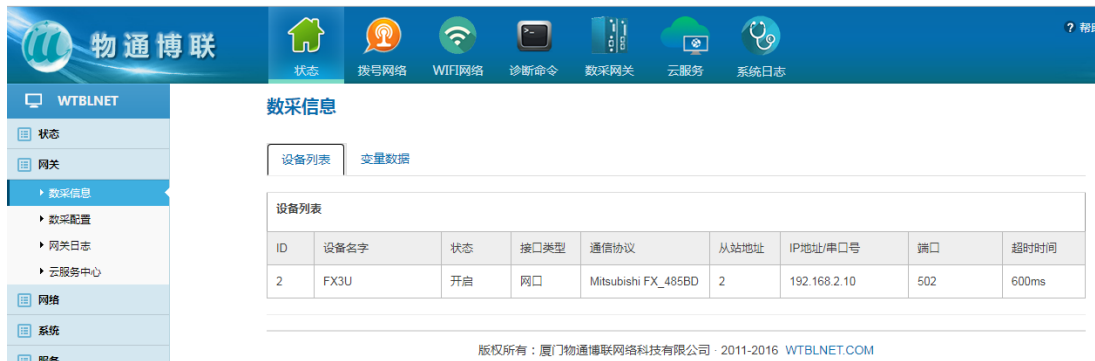 物通博联
状态
拨号网络
WIFI网络
诊断命令
数采网关
云服务
系统日志
? 帮助
WTBLNET
状态
网关
数采信息
数采配置
网关日志
云服务中心
网络
系统
服务
数采信息
设备列表 变量数据
设备列表
ID 设备名字 状态 接口类型 通信协议 从站地址 IP地址/串口号 端口 超时时间
2 FX3U 开启 网口 Mitsubishi FX_485BD 2 192.168.2.10 502 600ms
版权所有：厦门物通博联网络科技有限公司 · 2011-2016 WTBLNET.COM